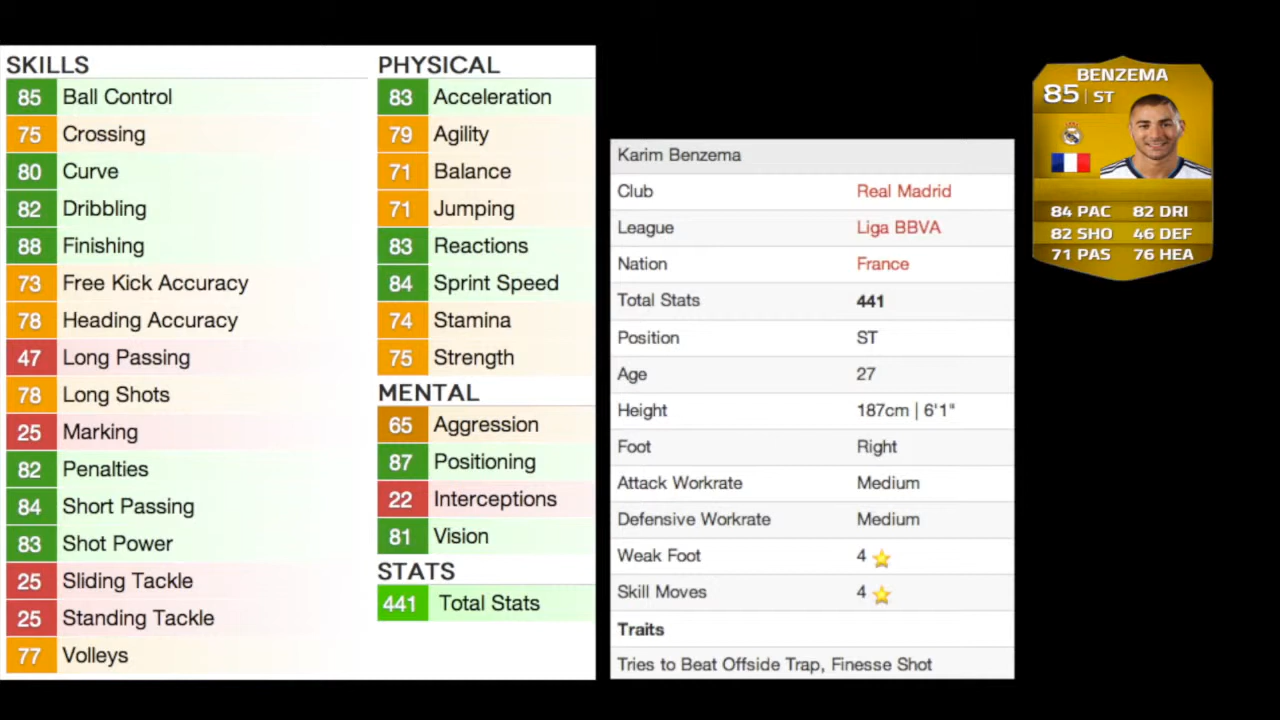 SKILLS
85 Ball Control
75 Crossing
80 Curve
82 Dribbling
88 Finishing
73 Free Kick Accuracy
78 Heading Accuracy
47 Long Passing
78 Long Shots
25 Marking
82 Penalties
84 Short Passing
83 Shot Power
25 Sliding Tackle
25 Standing Tackle
77 Volleys
PHYSICAL
83 Acceleration
79 Agility
71 Balance
71 Jumping
83 Reactions
84 Sprint Speed
74 Stamina
75 Strength
MENTAL
65 Aggression
87 Positioning
22 Interceptions
81 Vision
STATS
441 Total Stats
Karim Benzema
Club Real Madrid
League Liga BBVA
Nation France
Total Stats 441
Position ST
Age 27
Height 187cm | 6'1"
Foot Right
Attack Workrate Medium
Defensive Workrate Medium
Weak Foot 4
Skill Moves 4
Traits
Tries to Beat Offside Trap, Finesse Shot
BENZEMA
85 | ST
84 PAC 82 DRI
82 SHO 46 DEF
71 PAS 76 HEA